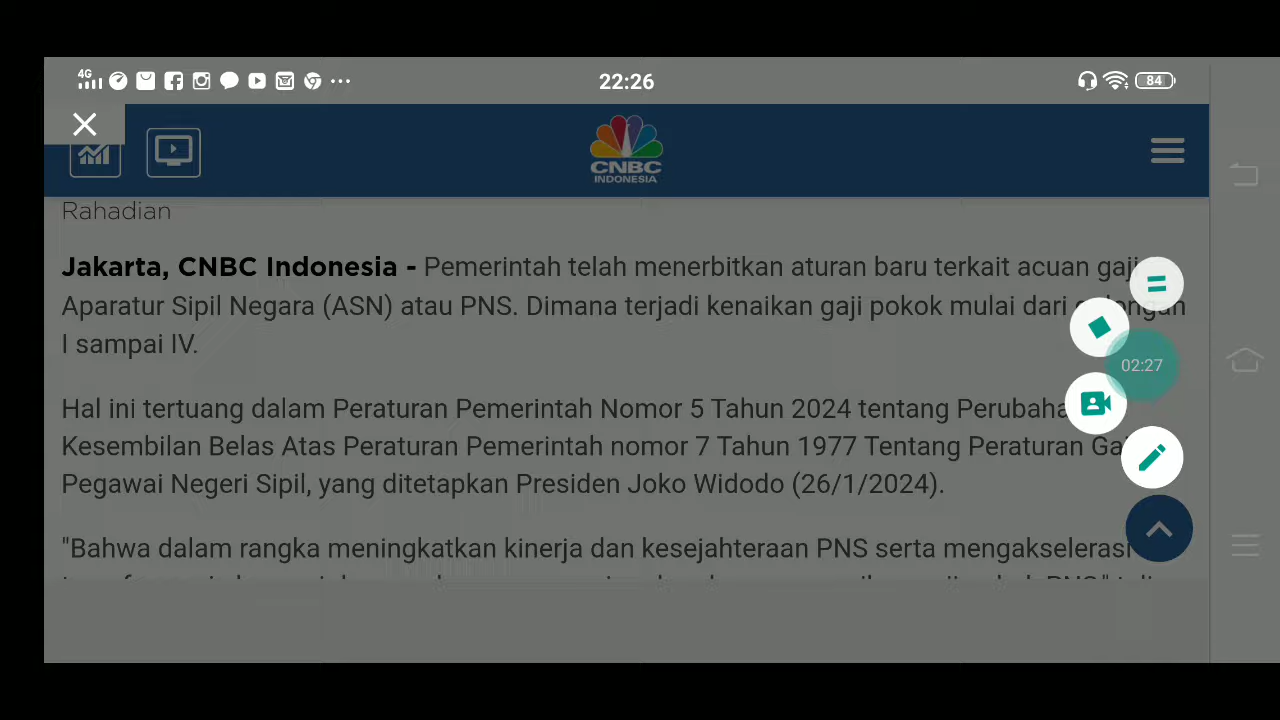 4G
22:26
84
CNBC
INDONESIA
Rahadian
Jakarta, CNBC Indonesia - Pemerintah telah menerbitkan aturan baru terkait acuan gaji
Aparatur Sipil Negara (ASN) atau PNS. Dimana terjadi kenaikan gaji pokok mulai dari golongan
I sampai IV.
02:27
Hal ini tertuang dalam Peraturan Pemerintah Nomor 5 Tahun 2024 tentang Perubaha
Kesembilan Belas Atas Peraturan Pemerintah nomor 7 Tahun 1977 Tentang Peraturan Ga
Pegawai Negeri Sipil, yang ditetapkan Presiden Joko Widodo (26/1/2024).
"Bahwa dalam rangka meningkatkan kinerja dan kesejahteraan PNS serta mengakselerasi